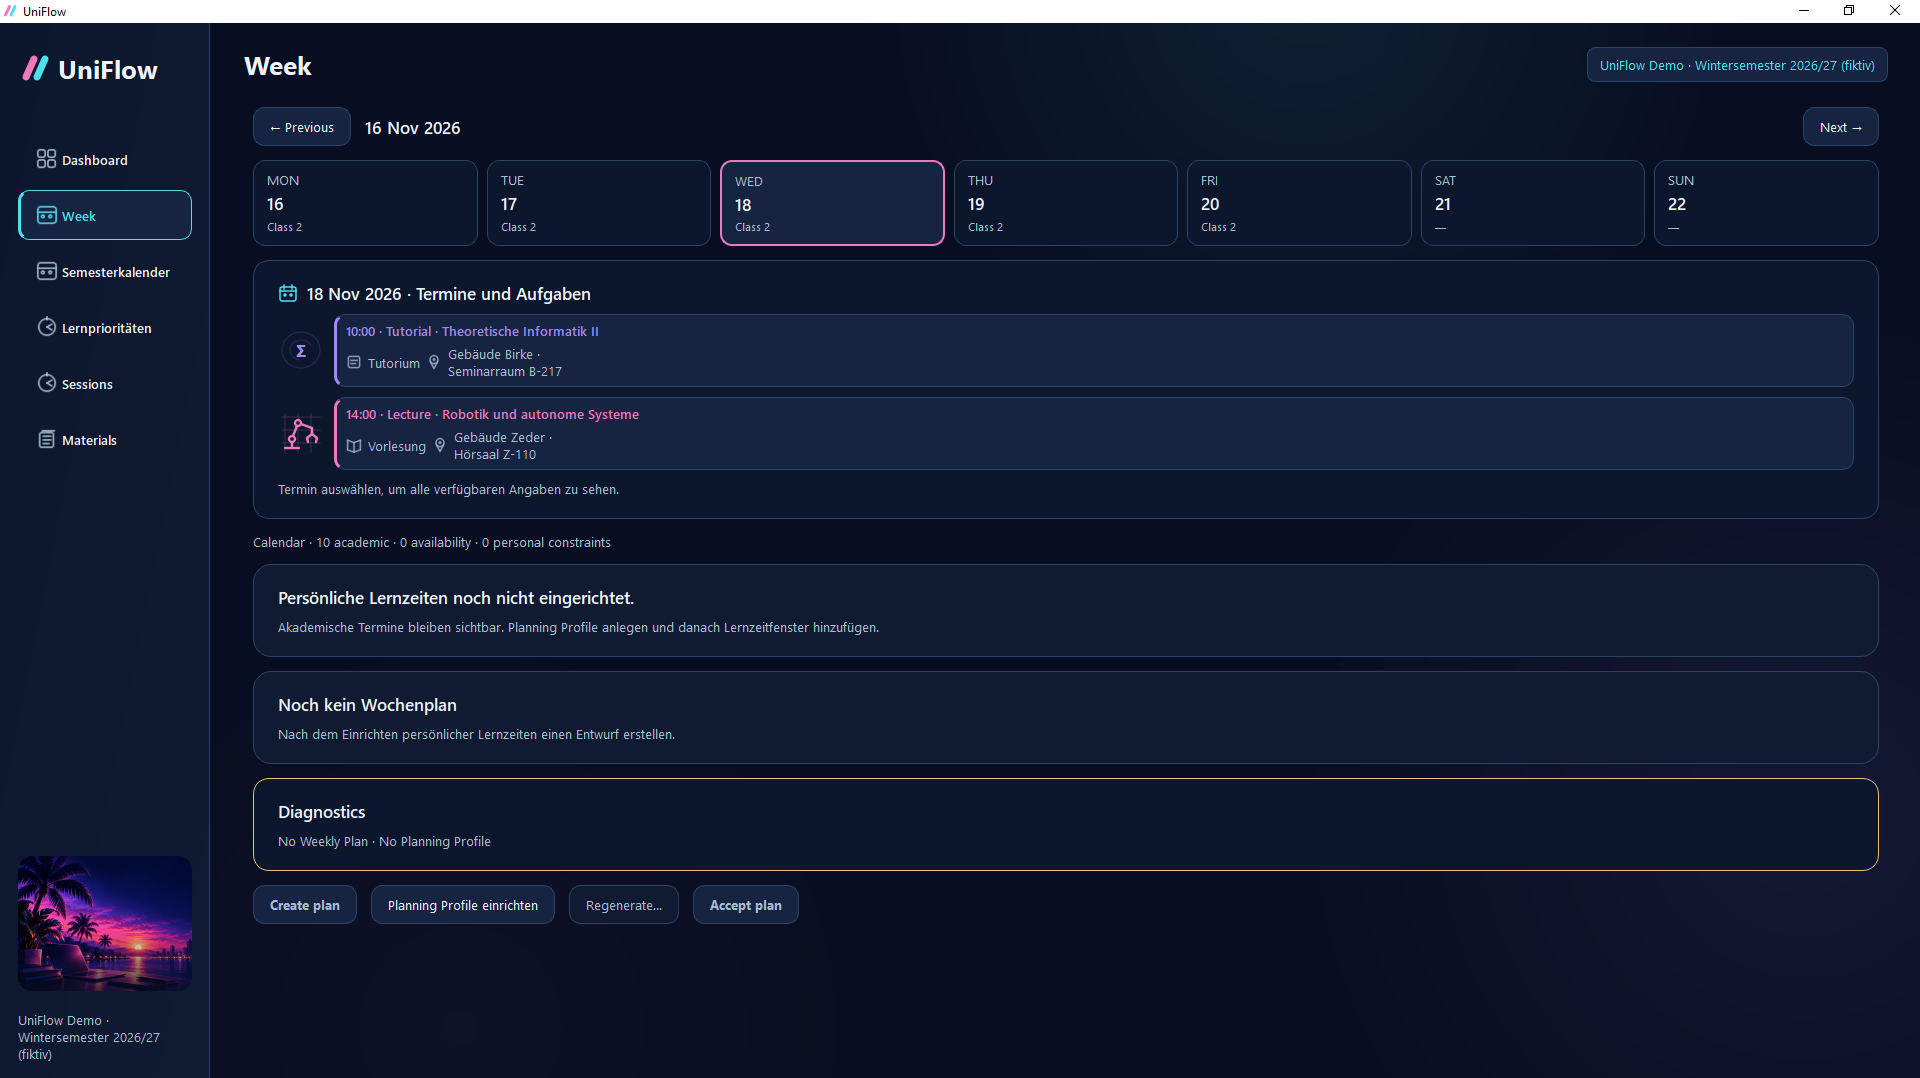 UniFlow
UniFlow
Dashboard
Week
Semesterkalender
Lernprioritäten
Sessions
Materials
UniFlow Demo ·
Wintersemester 2026/27
(fiktiv)
Week
UniFlow Demo · Wintersemester 2026/27 (fiktiv)
← Previous
16 Nov 2026
Next →
MON
16
Class 2
TUE
17
Class 2
WED
18
Class 2
THU
19
Class 2
FRI
20
Class 2
SAT
21
—
SUN
22
—
18 Nov 2026 · Termine und Aufgaben
Σ
10:00 · Tutorial · Theoretische Informatik II
Tutorium
Gebäude Birke ·
Seminarraum B-217
14:00 · Lecture · Robotik und autonome Systeme
Vorlesung
Gebäude Zeder ·
Hörsaal Z-110
Termin auswählen, um alle verfügbaren Angaben zu sehen.
Calendar · 10 academic · 0 availability · 0 personal constraints
Persönliche Lernzeiten noch nicht eingerichtet.
Akademische Termine bleiben sichtbar. Planning Profile anlegen und danach Lernzeitfenster hinzufügen.
Noch kein Wochenplan
Nach dem Einrichten persönlicher Lernzeiten einen Entwurf erstellen.
Diagnostics
No Weekly Plan · No Planning Profile
Create plan
Planning Profile einrichten
Regenerate...
Accept plan